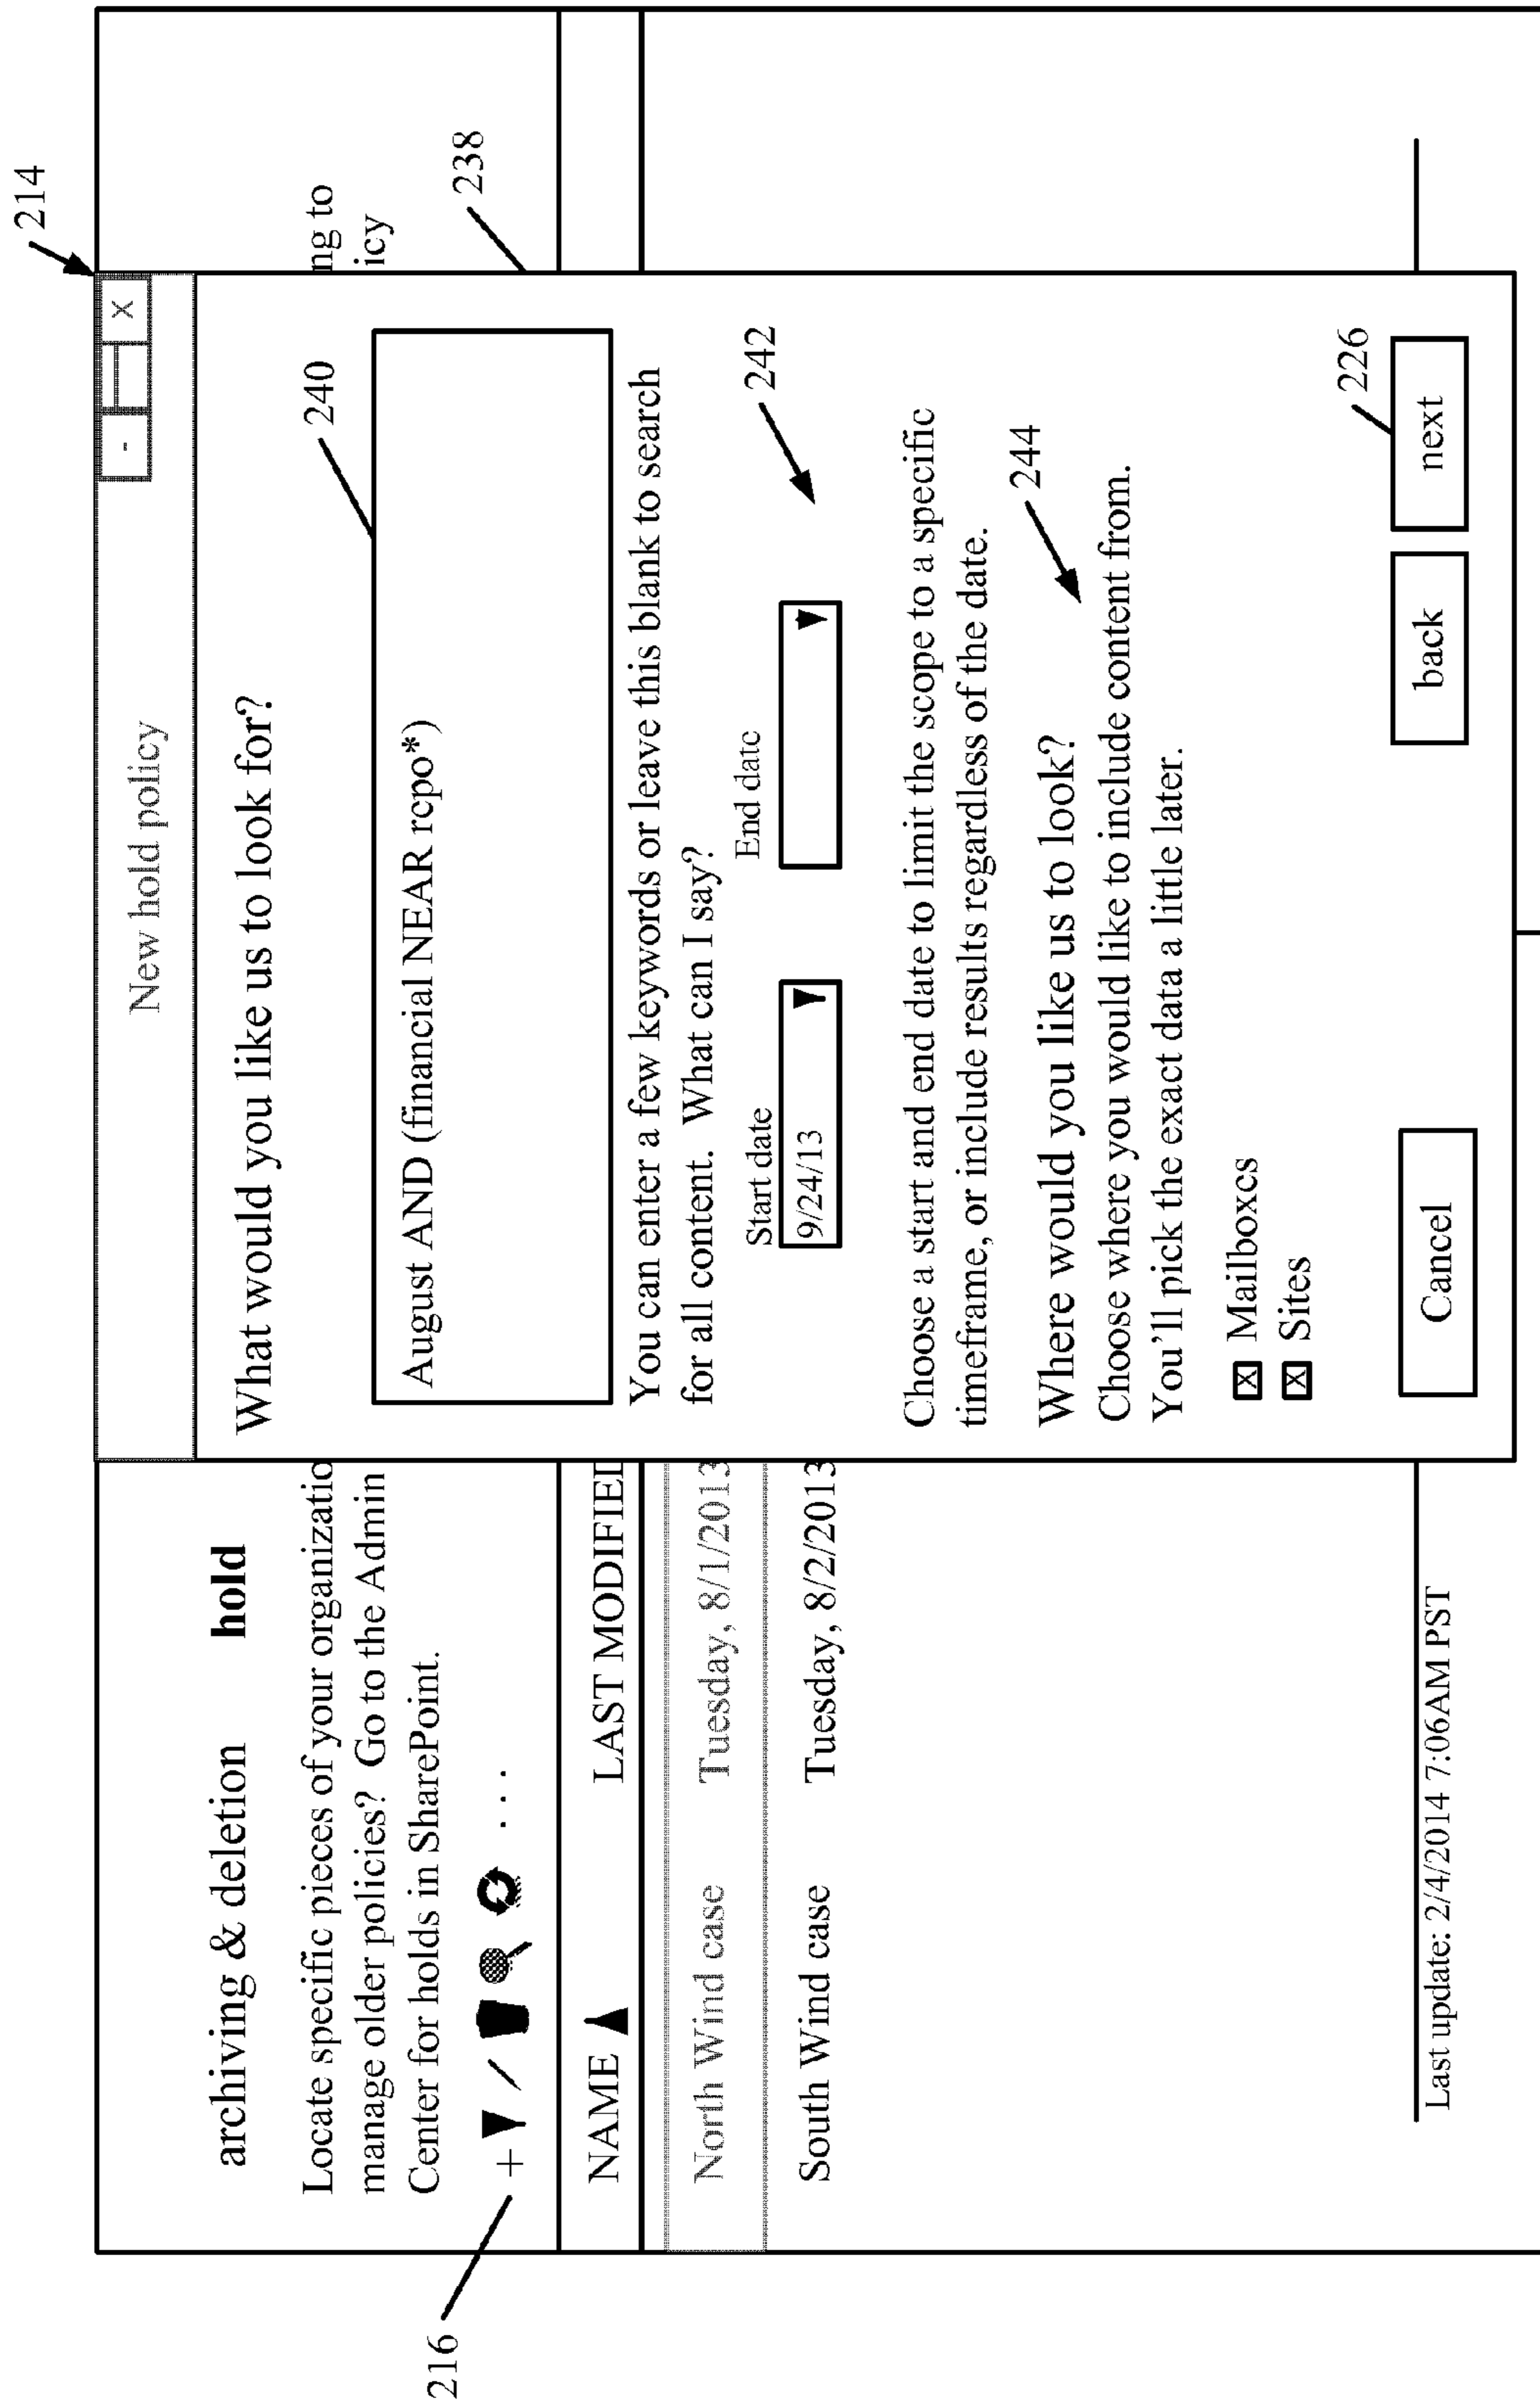 214
New hold policy
- x
archiving & deletion hold
Locate specific pieces of your organizatio
manage older policies? Go to the Admin
Center for holds in SharePoint.
ng to
icy
216
+ / . . .
NAME LAST MODIFIED
North Wind case Tuesday, 8/1/2013
South Wind case Tuesday, 8/2/2013
Last update: 2/4/2014 7:06AM PST
238
What would you like us to look for?
240
August AND (financial NEAR repo*)
You can enter a few keywords or leave this blank to search
for all content. What can I say?
Start date End date
9/24/13
242
Choose a start and end date to limit the scope to a specific
timeframe, or include results regardless of the date.
244
Where would you like us to look?
Choose where you would like to include content from.
You'll pick the exact data a little later.
X Mailboxes
X Sites
226
Cancel back next